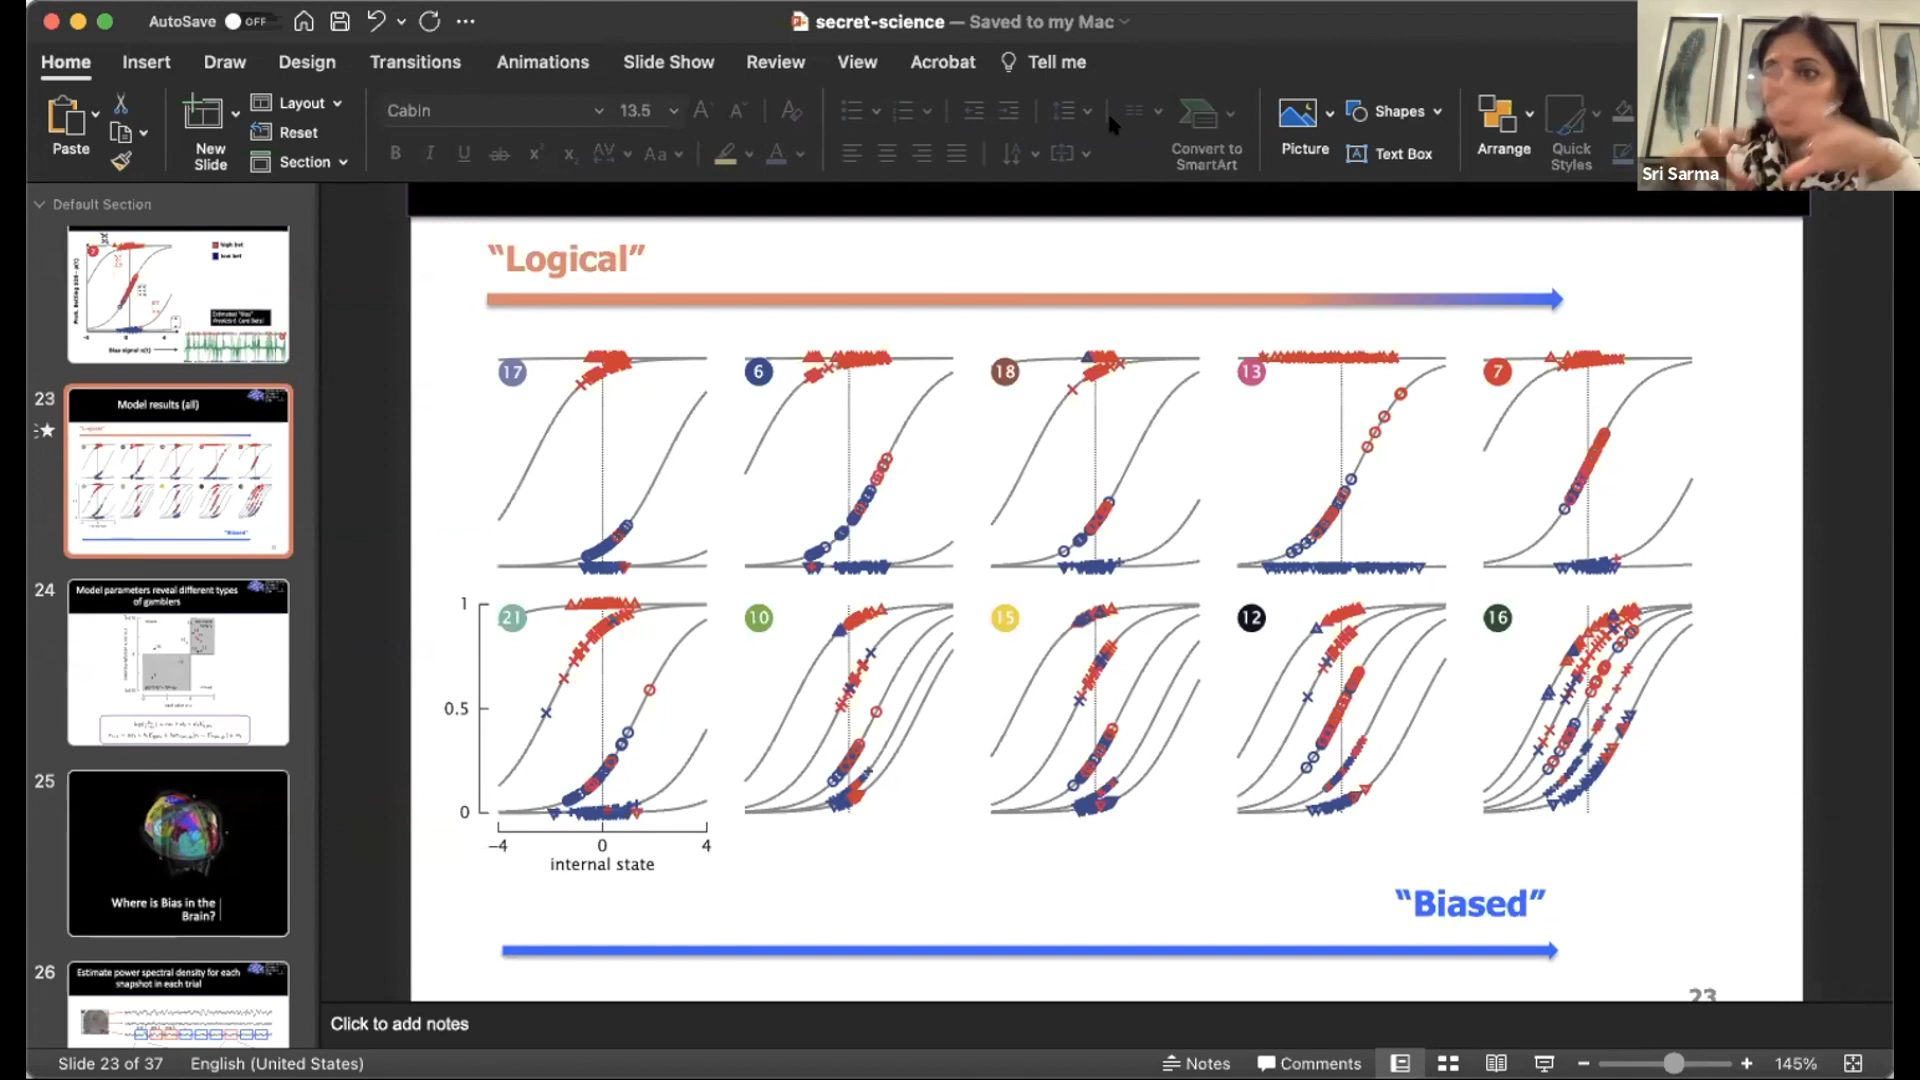 AutoSave OFF
secret-science — Saved to my Mac
Home Insert Draw Design Transitions Animations Slide Show Review View Acrobat Tell me
Paste
New Slide
Layout
Reset
Section
Cabin 13.5
Convert to SmartArt
Picture
Shapes
Text Box
Arrange
Quick Styles
Sri Sarma
Default Section
high bet
low bet
23
Model results (all)
24
Model parameters reveal different types
of gamblers
25
Where is Bias in the
Brain?
26
Estimate power spectral density for each
snapshot in each trial
“Logical”
17 6 18 13 7
21 10 15 12 16
1
0.5
0
−4 0 4
internal state
“Biased”
23
Click to add notes
Slide 23 of 37 English (United States) Notes Comments 145%